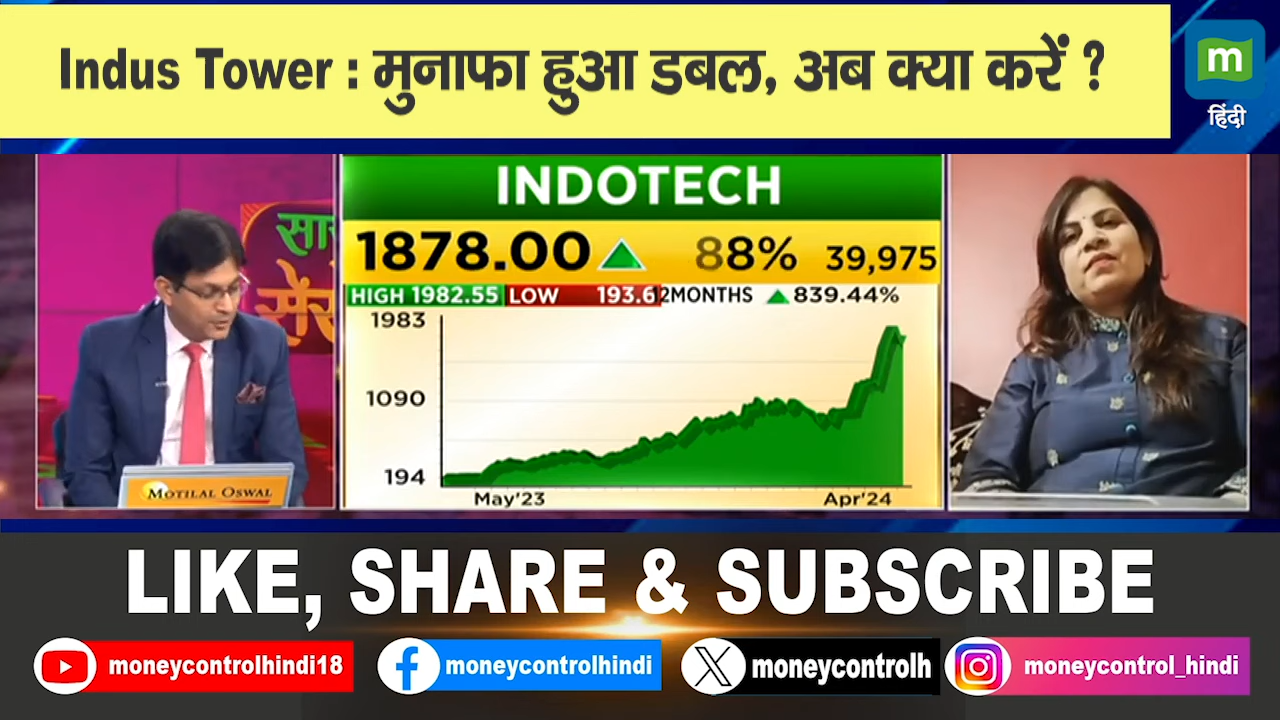 Indus Tower : मुनाफा हुआ डबल, अब क्या करें ?
m
हिंदी
INDOTECH
1878.00 88% 39,975
HIGH 1982.55 LOW 193.6 2MONTHS 839.44%
1983
1090
194
May'23 Apr'24
MOTILAL OSWAL
LIKE, SHARE & SUBSCRIBE
moneycontrolhindi18 moneycontrolhindi moneycontrolh moneycontrol_hindi